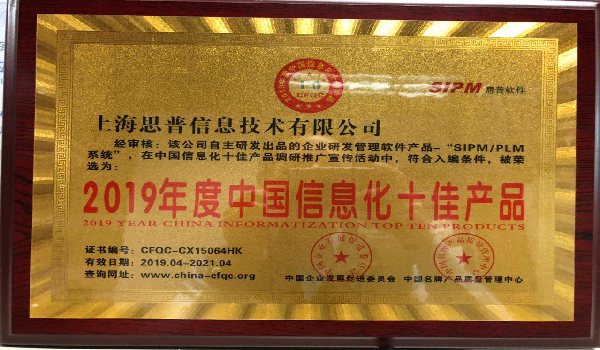 CFQC
SIPM 思普软件
上海思普信息技术有限公司
经审核：该公司自主研发出品的企业研发管理软件产品-“SIPM/PLM
系统”，在中国信息化十佳产品调研推广宣传活动中，符合入编条件，被荣
选为：
2019年度中国信息化十佳产品
2019 YEAR CHINA INFORMATIZATION TOP TEN PRODUCTS
证书编号：CFQC-CX15064HK
有效日期：2019.04-2021.04
查询网址：www.china-cfqc.org
中国企业发展促进委员会 中国名牌产品质量管理中心